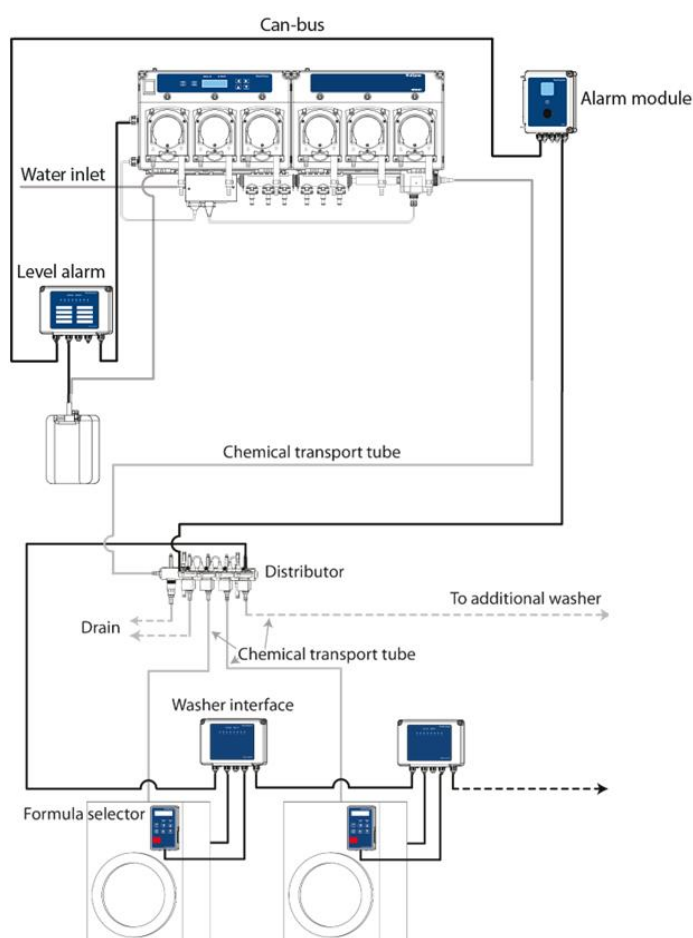 Can-bus
Alarm module
Water inlet
Level alarm
Chemical transport tube
Distributor
To additional washer
Drain
Chemical transport tube
Washer interface
Formula selector